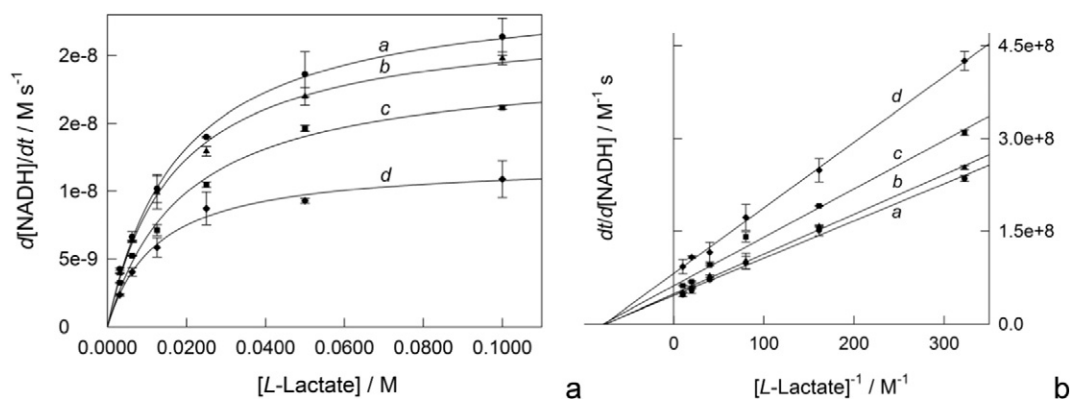 d[NADH]/dt / M s⁻¹
2e-8
2e-8
1e-8
5e-9
0
a
b
c
d
0.0000 0.0200 0.0400 0.0600 0.0800 0.1000
[L-Lactate] / M
a
dt/d[NADH] / M⁻¹ s
4.5e+8
3.0e+8
1.5e+8
0.0
d
c
b
a
0 100 200 300
[L-Lactate]⁻¹ / M⁻¹
b